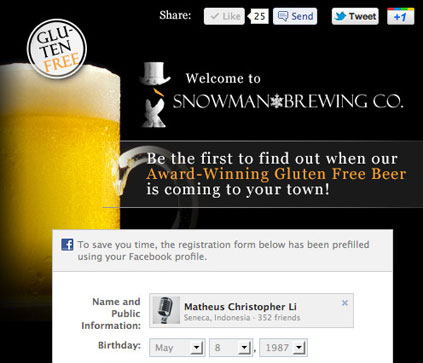 Share: Like 25 Send Tweet +1
GLU-
TEN
FREE
Welcome to
SNOWMAN BREWING CO.
Be the first to find out when our
Award-Winning Gluten Free Beer
is coming to your town!
f To save you time, the registration form below has been prefilled
using your Facebook profile.
Name and
Public
Information:
Matheus Christopher Li
Seneca, Indonesia · 352 friends
x
Birthday: May 8 , 1987